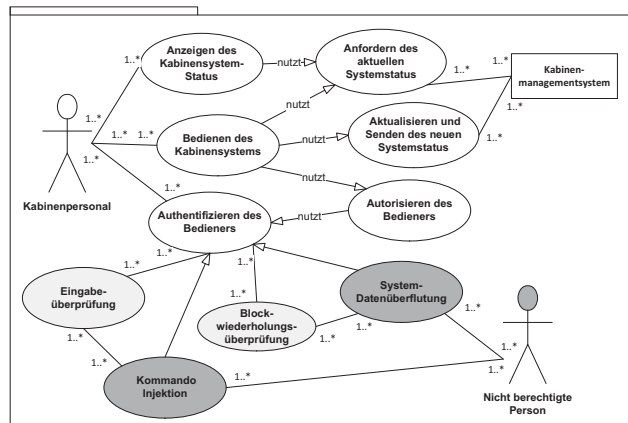 Anzeigen des
Kabinensystem-
Status
nutzt
Anfordern des
aktuellen
Systemstatus
1..*
1..*
1..*
Kabinen-
managementsystem
1..*
nutzt
1..*
1..*
1..*
Bedienen des
Kabinensystems
nutzt
Aktualisieren und
Senden des neuen
Systemstatus
1..*
1..*
nutzt
Kabinenpersonal
1..*
Authentifizieren des
Bedieners
nutzt
Autorisieren des
Bedieners
1..*
1..*
1..*
Eingabe-
überprüfung
System-
Datenüberflutung
1..*
Block-
wiederholungs-
überprüfung
1..*
1..*
1..*
1..*
1..*
1..*
Kommando
Injektion
1..*
1..*
Nicht berechtigte
Person